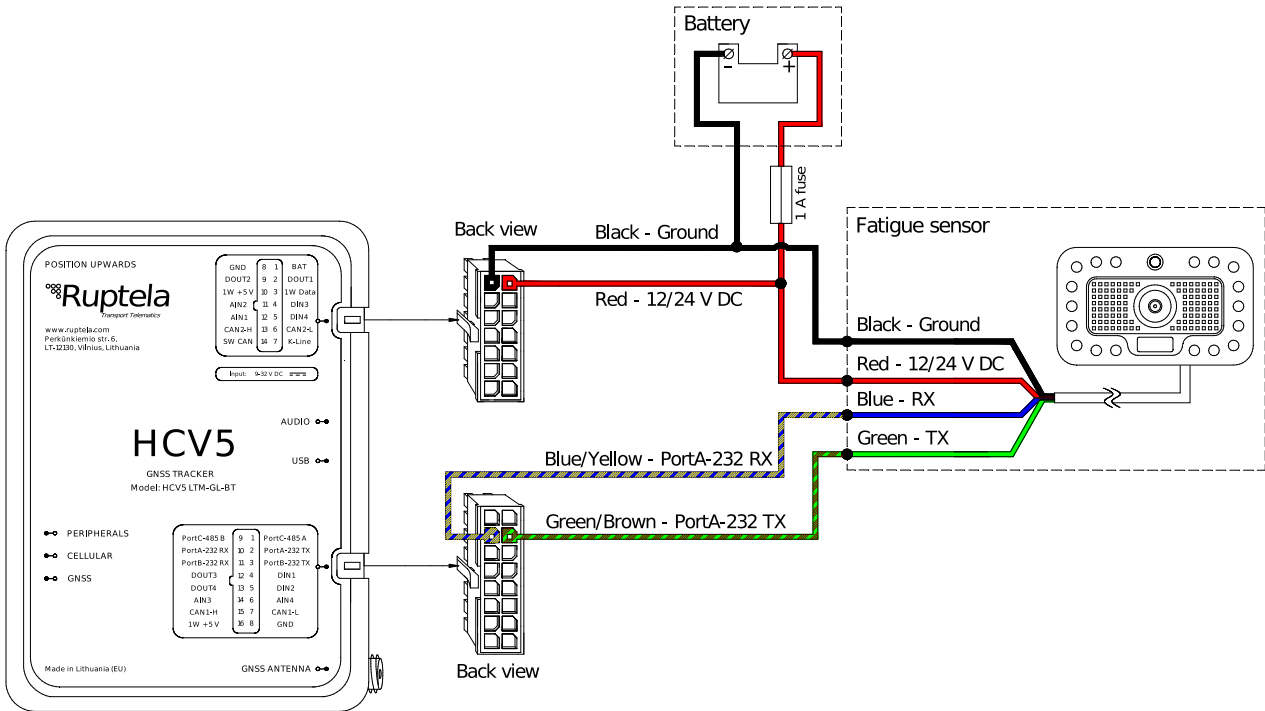 Battery
-
+
1 A fuse
Fatigue sensor
Back view
Black - Ground
Red - 12/24 V DC
Black - Ground
Red - 12/24 V DC
Blue - RX
Green - TX
Blue/Yellow - PortA-232 RX
Green/Brown - PortA-232 TX
Back view
POSITION UPWARDS
Ruptela
Transport Telematics
www.ruptela.com
Perkūnkiemio str. 6,
LT-12130, Vilnius, Lithuania
GND 8 1 BAT
DOUT2 9 2 DOUT1
1W +5V 10 3 1W Data
AIN2 11 4 DIN3
AIN1 12 5 DIN4
CAN2-H 13 6 CAN2-L
SW CAN 14 7 K-Line
Input: 9-32 V DC
AUDIO
USB
HCV5
GNSS TRACKER
Model: HCV5 LTM-GL-BT
PERIPHERALS
CELLULAR
GNSS
PortC-485 B 9 1 PortC-485 A
PortA-232 RX 10 2 PortA-232 TX
PortB-232 RX 11 3 PortB-232 TX
DOUT3 12 4 DIN1
DOUT4 13 5 DIN2
AIN3 14 6 AIN4
CAN1-H 15 7 CAN1-L
1W +5V 16 8 GND
Made in Lithuania (EU)
GNSS ANTENNA